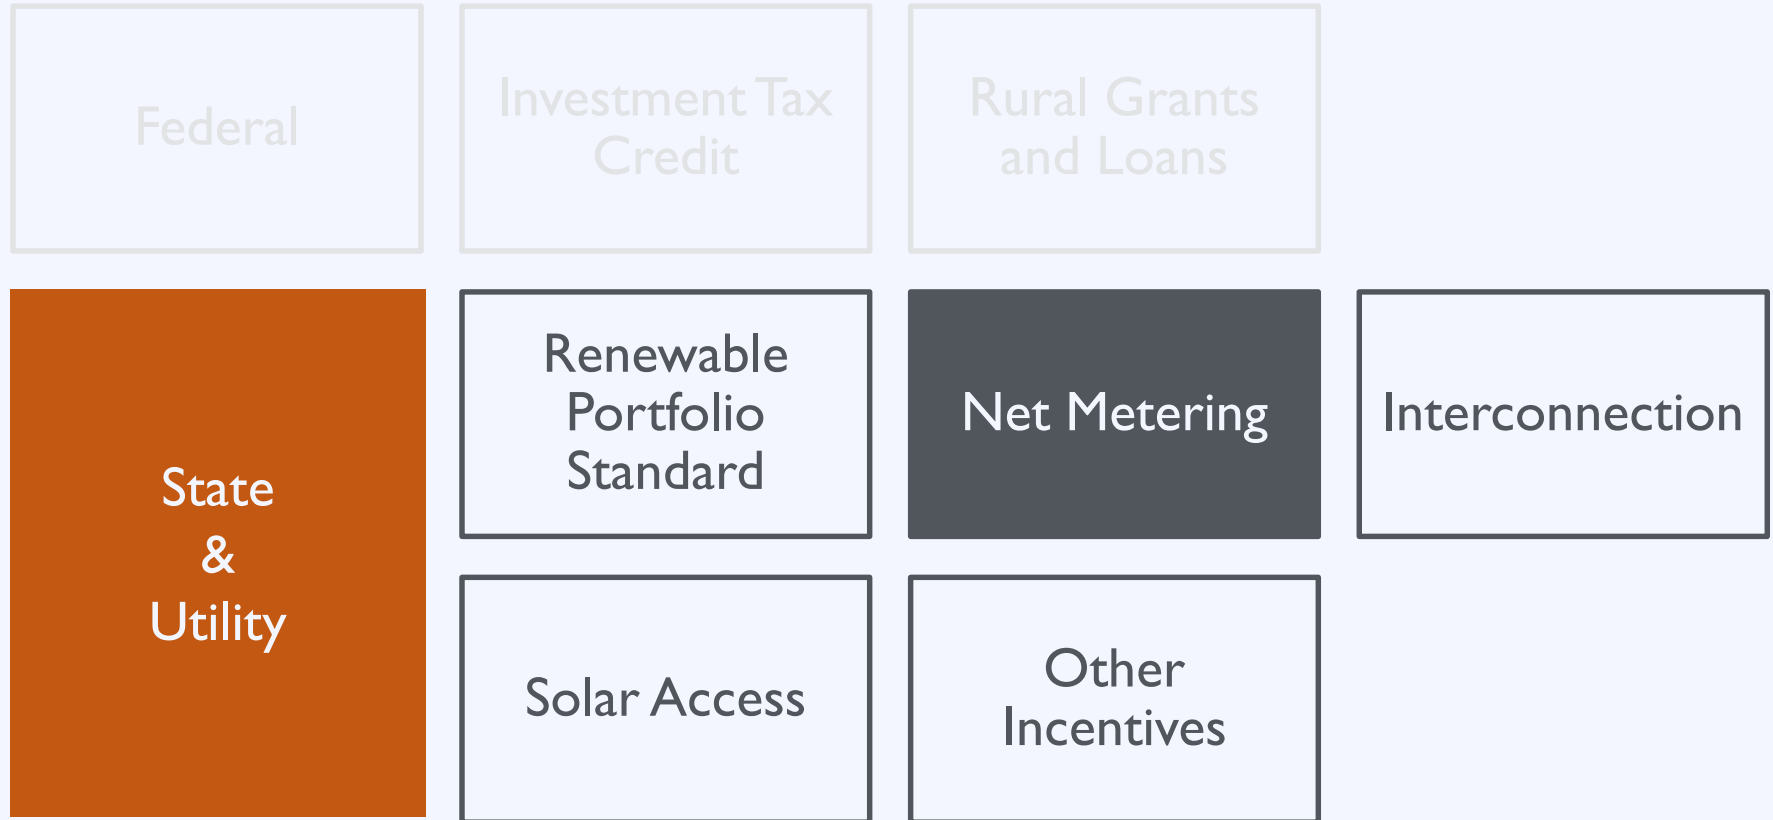 Federal
Investment Tax
Credit
Rural Grants
and Loans
State
&
Utility
Renewable
Portfolio
Standard
Net Metering
Interconnection
Solar Access
Other
Incentives